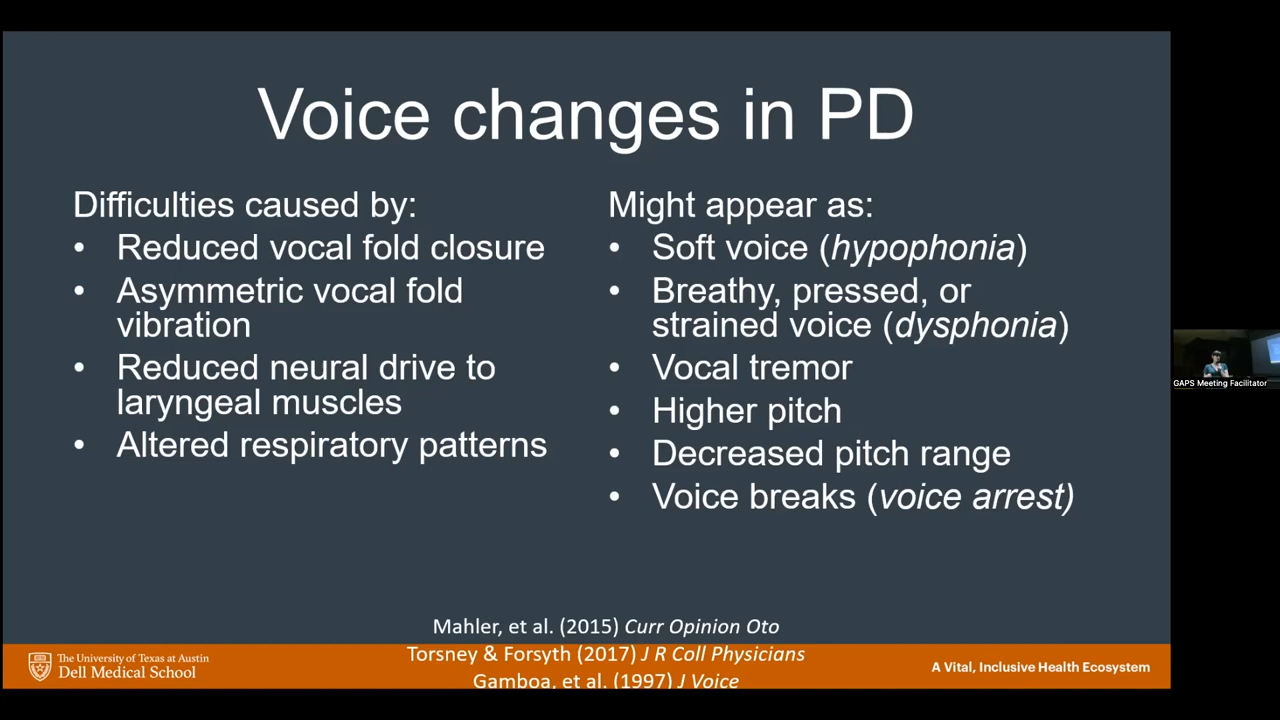 Voice changes in PD
Difficulties caused by:
• Reduced vocal fold closure
• Asymmetric vocal fold
vibration
• Reduced neural drive to
laryngeal muscles
• Altered respiratory patterns
Might appear as:
• Soft voice (hypophonia)
• Breathy, pressed, or
strained voice (dysphonia)
• Vocal tremor
• Higher pitch
• Decreased pitch range
• Voice breaks (voice arrest)
GAPS Meeting Facilitator
Mahler, et al. (2015) Curr Opinion Oto
Torsney & Forsyth (2017) J R Coll Physicians
Gamboa, et al. (1997) J Voice
The University of Texas at Austin
Dell Medical School
A Vital, Inclusive Health Ecosystem